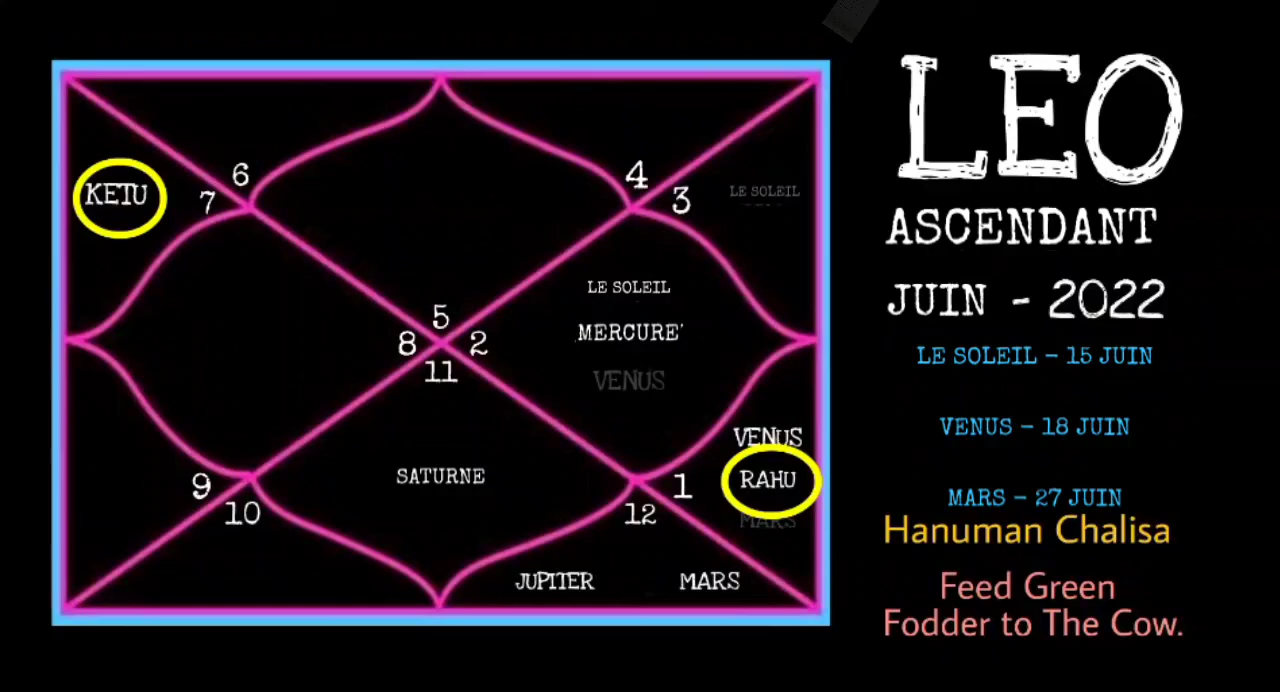 LEO
ASCENDANT
JUIN - 2022
LE SOLEIL - 15 JUIN
VENUS - 18 JUIN
MARS - 27 JUIN
Hanuman Chalisa
Feed Green
Fodder to The Cow.
6
4
KETU
7
3
LE SOLEIL
LE SOLEIL
5
MERCURE'
8
2
11
VENUS
VENUS
SATURNE
RAHU
9
1
10
12
MARS
JUPITER
MARS